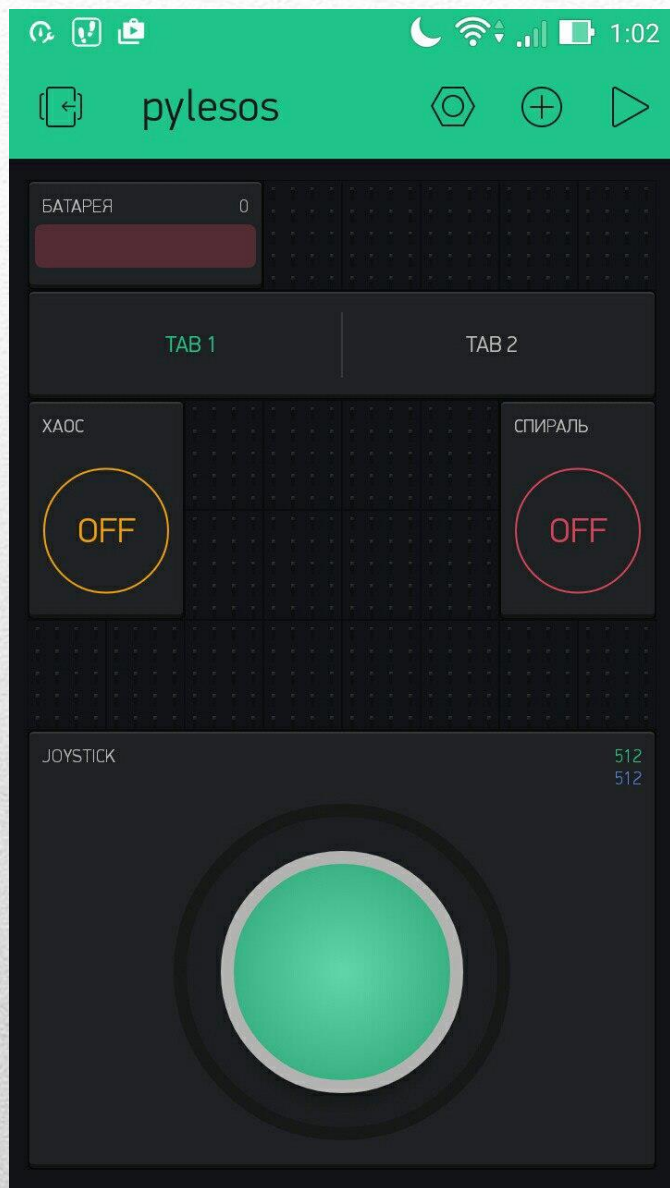 1:02
pylesos
БАТАРЕЯ 0
TAB 1 TAB 2
ХАОС СПИРАЛЬ
OFF OFF
JOYSTICK 512
512